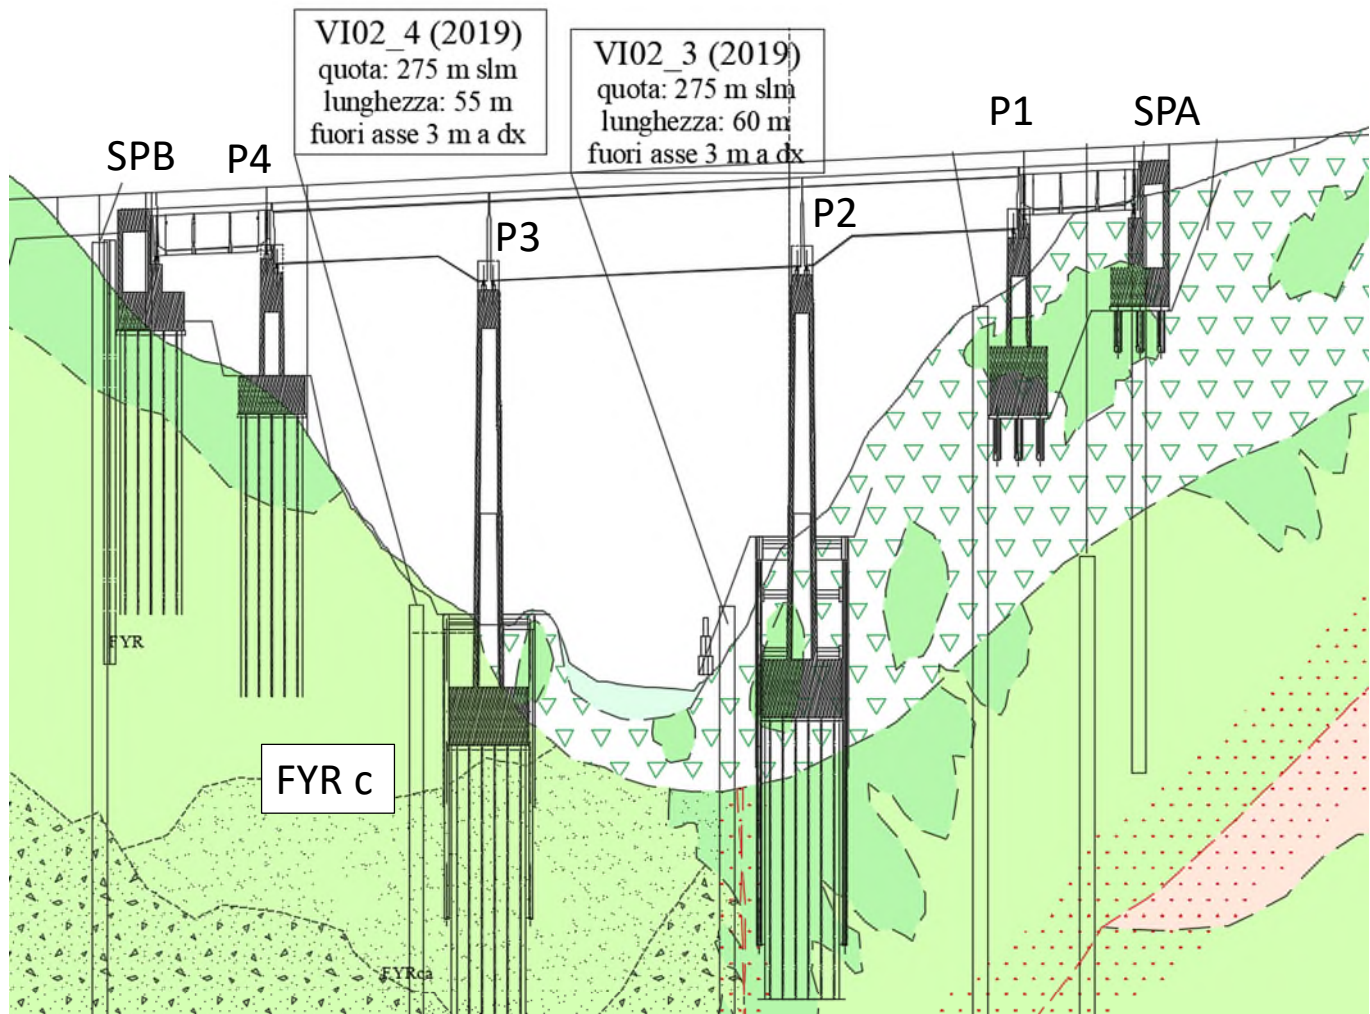 VI02_4 (2019)
quota: 275 m slm
lunghezza: 55 m
fuori asse 3 m a dx
VI02_3 (2019)
quota: 275 m slm
lunghezza: 60 m
fuori asse 3 m a dx
P1
SPA
SPB
P4
P3
P2
FYR
FYR c
FYRca